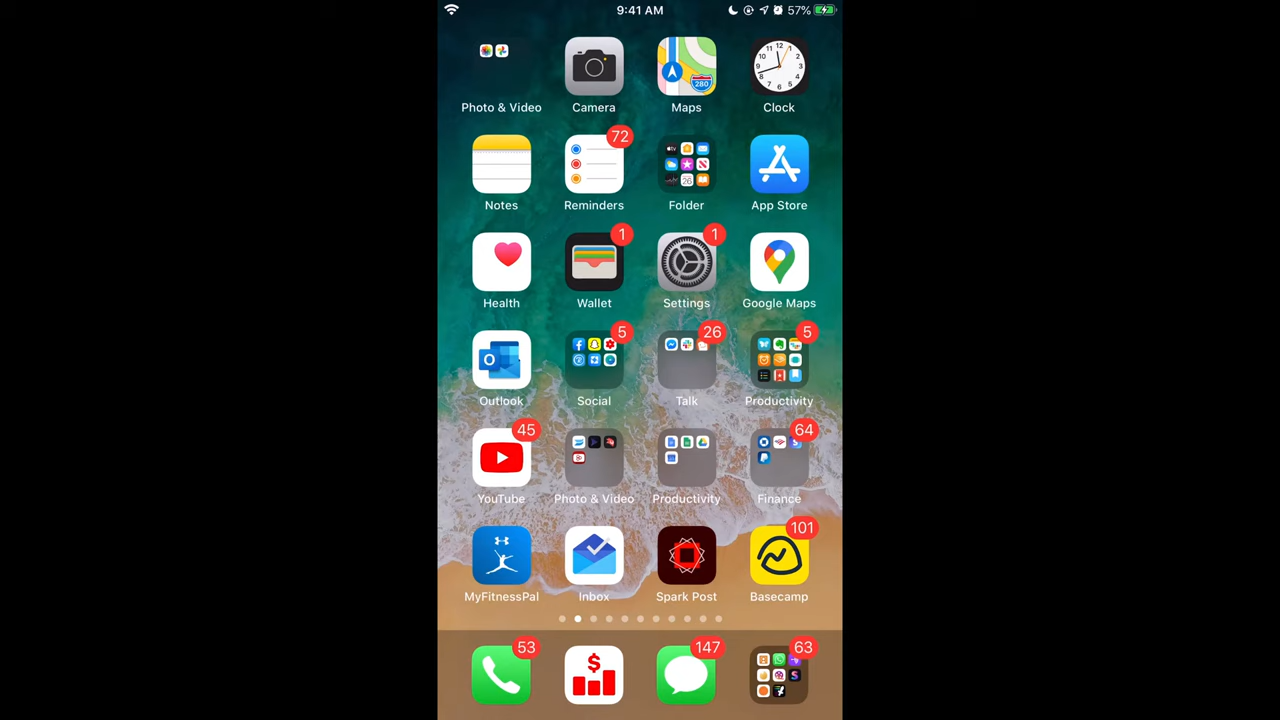 9:41 AM 57%
Photo & Video Camera Maps Clock
280
72
Notes Reminders Folder App Store
1 1
Health Wallet Settings Google Maps
5 26 5
Outlook Social Talk Productivity
45 64
YouTube Photo & Video Productivity Finance
101
MyFitnessPal Inbox Spark Post Basecamp
53 147 63
$